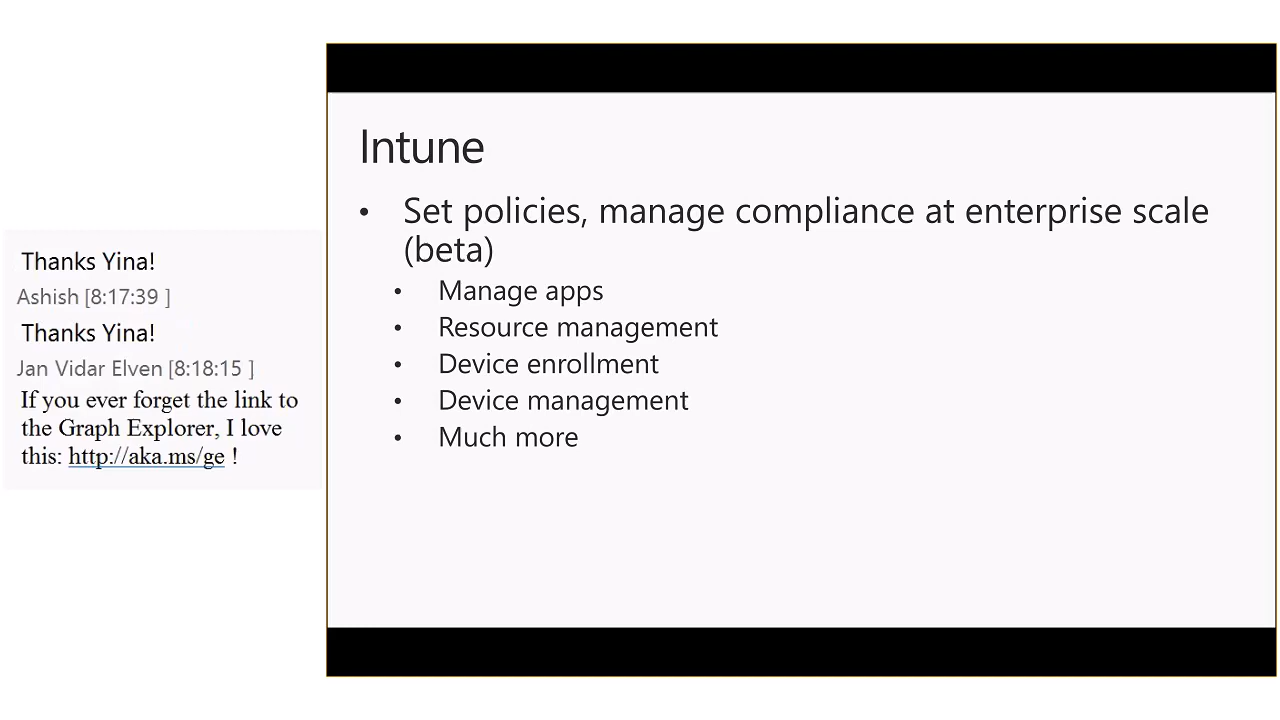 Thanks Yina!
Ashish [8:17:39 ]
Thanks Yina!
Jan Vidar Elven [8:18:15 ]
If you ever forget the link to
the Graph Explorer, I love
this: http://aka.ms/ge !
Intune
• Set policies, manage compliance at enterprise scale
(beta)
• Manage apps
• Resource management
• Device enrollment
• Device management
• Much more